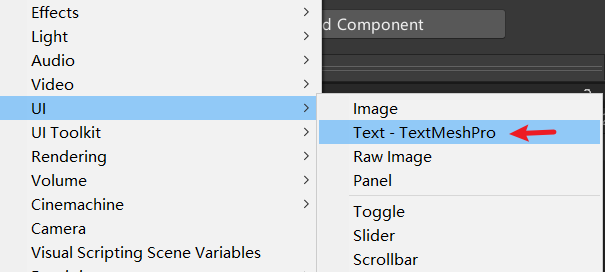 Effects
Light
Audio
Video
UI
UI Toolkit
Rendering
Volume
Cinemachine
Camera
Visual Scripting Scene Variables
d Component
Image
Text - TextMeshPro
Raw Image
Panel
Toggle
Slider
Scrollbar